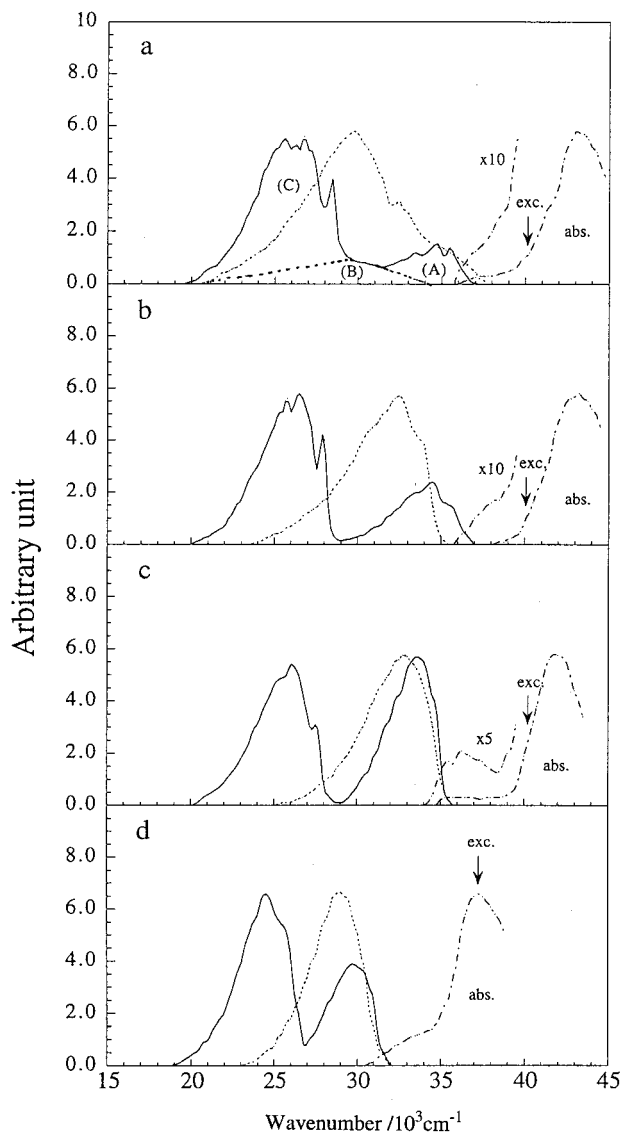 Arbitrary unit
10
a
8.0
6.0
x10
(C)
4.0
exc.
abs.
2.0
(B)
(A)
0.0
b
8.0
6.0
4.0
x10
exc.
2.0
abs.
0.0
c
8.0
6.0
exc.
4.0
x5
2.0
abs.
0.0
d
exc.
8.0
6.0
4.0
abs.
2.0
0.0
15 20 25 30 35 40 45
Wavenumber /10³cm⁻¹